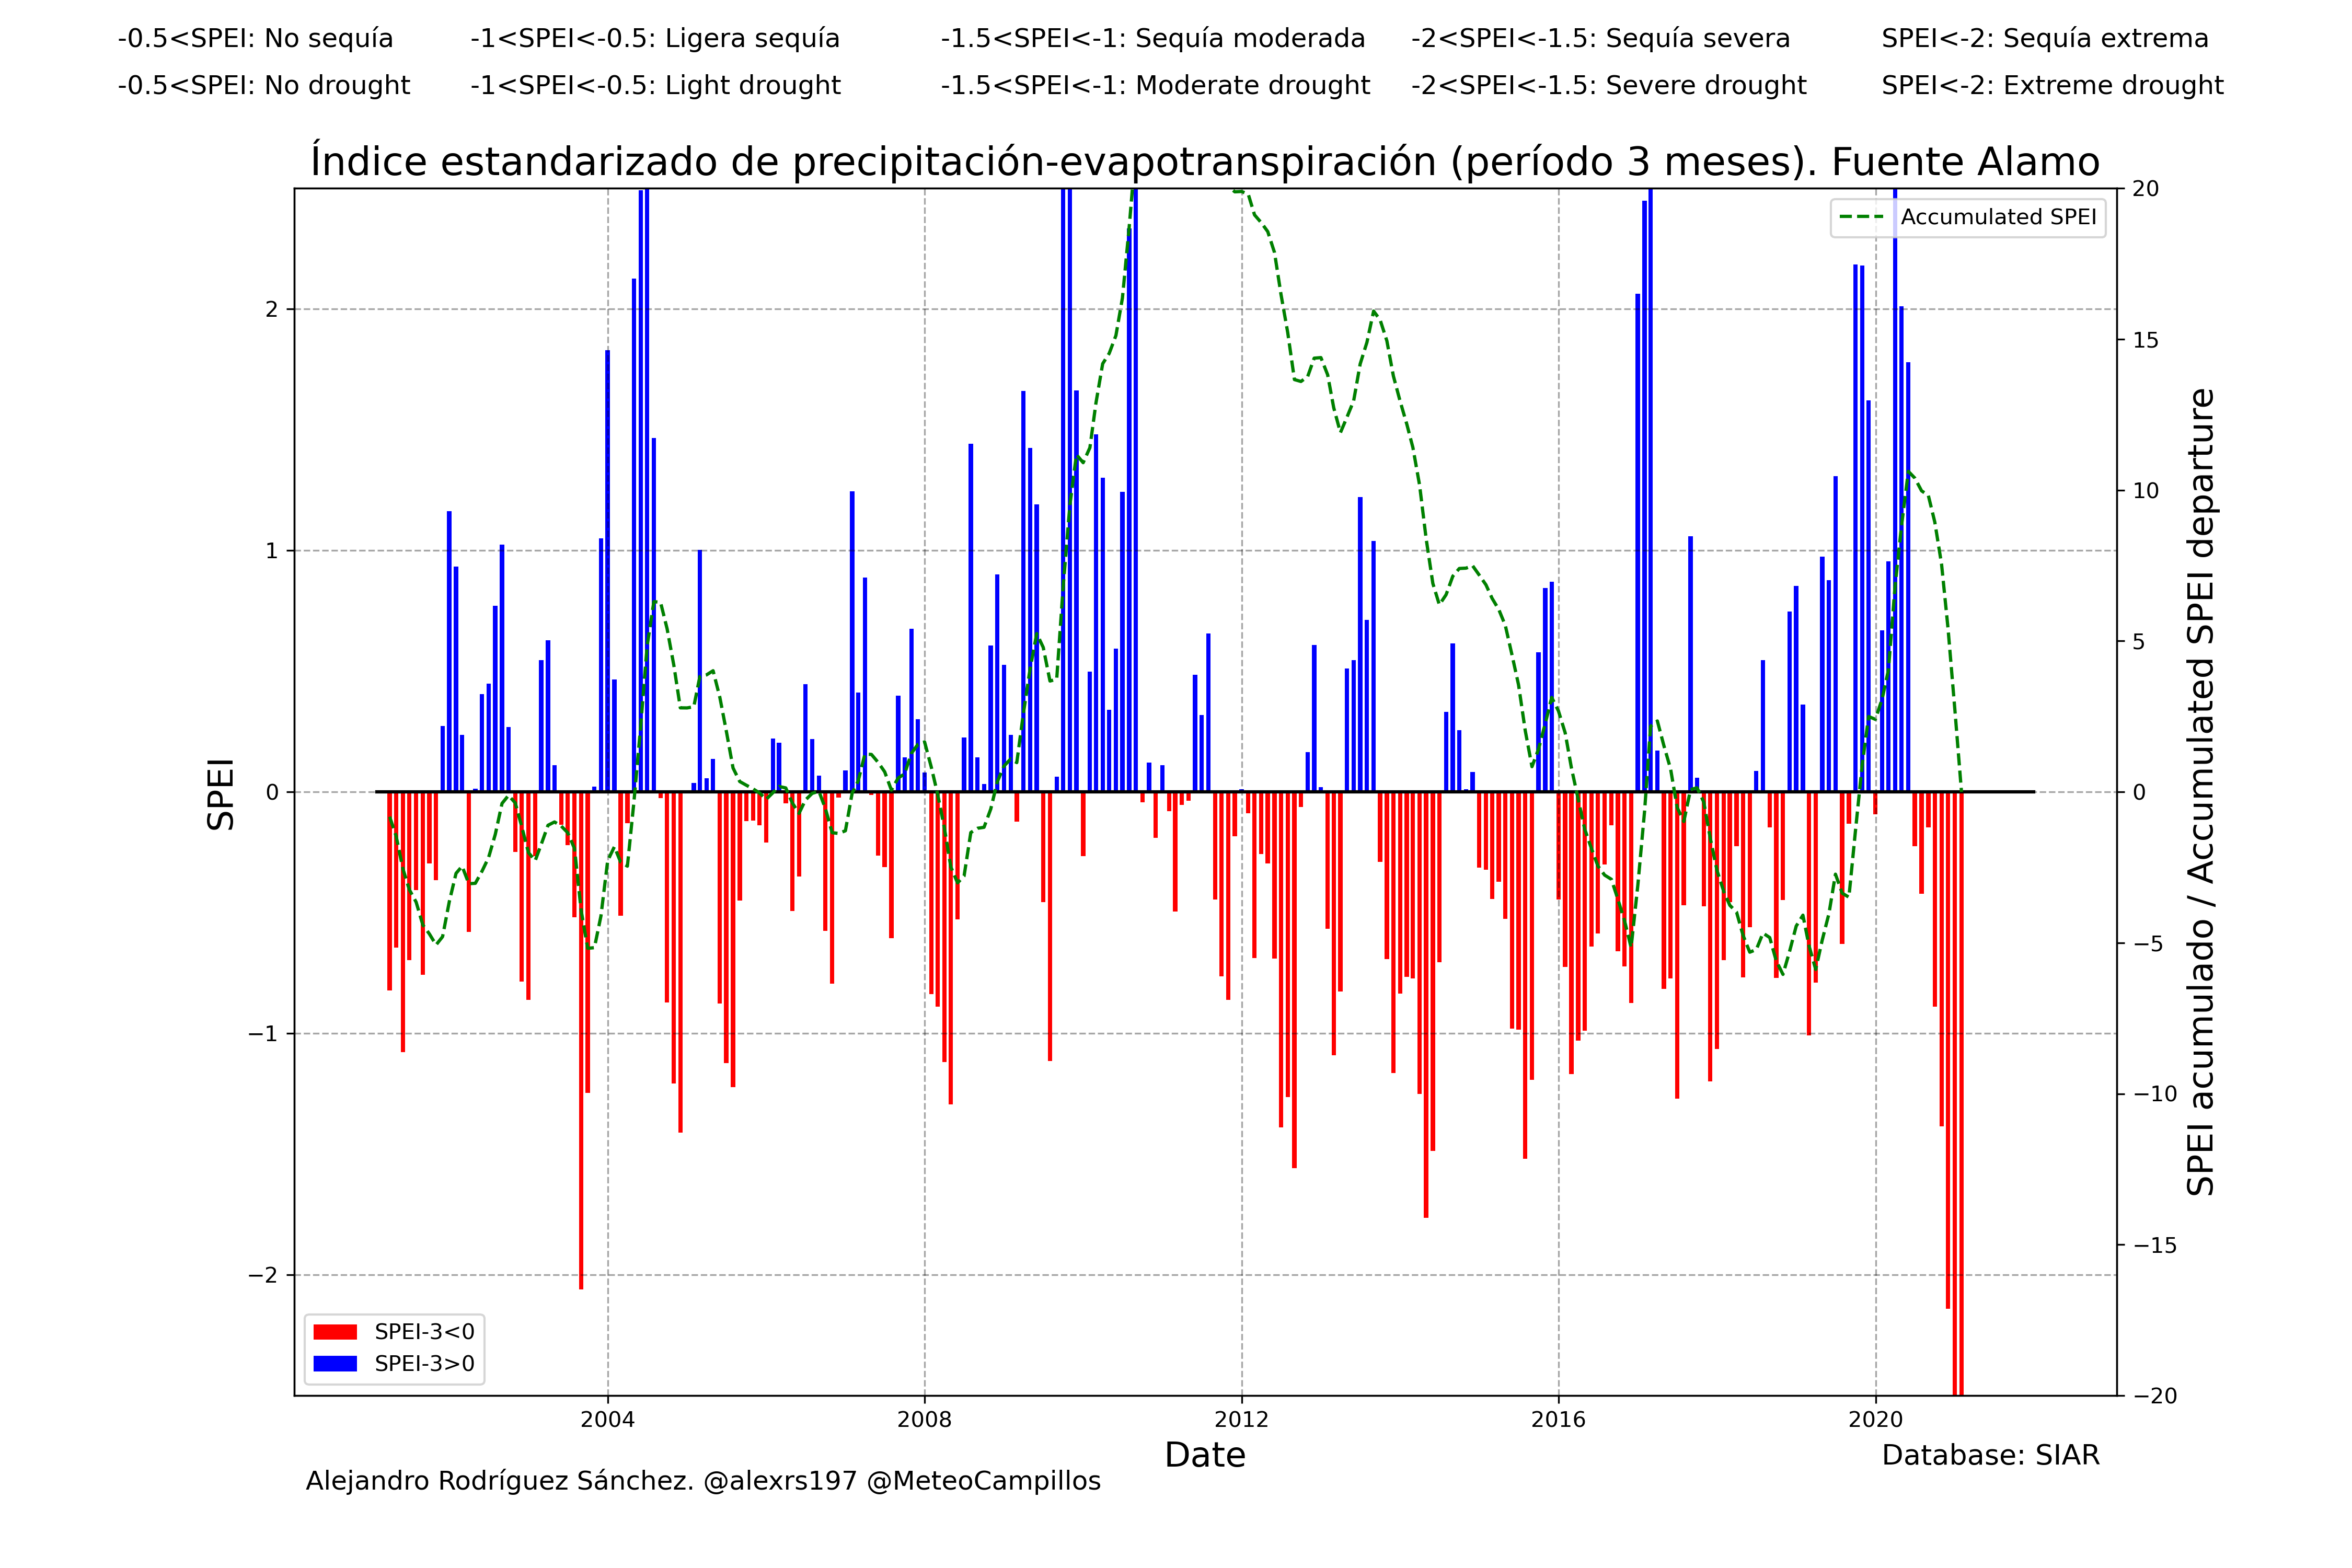 -0.5<SPEI: No sequía -1<SPEI<-0.5: Ligera sequía -1.5<SPEI<-1: Sequía moderada -2<SPEI<-1.5: Sequía severa SPEI<-2: Sequía extrema
-0.5<SPEI: No drought -1<SPEI<-0.5: Light drought -1.5<SPEI<-1: Moderate drought -2<SPEI<-1.5: Severe drought SPEI<-2: Extreme drought
Índice estandarizado de precipitación-evapotranspiración (período 3 meses). Fuente Alamo
Accumulated SPEI
2
1
0
−1
−2
SPEI
20
15
10
5
0
−5
−10
−15
−20
SPEI acumulado / Accumulated SPEI departure
SPEI-3<0
SPEI-3>0
2004 2008 2012 2016 2020
Date
Database: SIAR
Alejandro Rodríguez Sánchez. @alexrs197 @MeteoCampillos